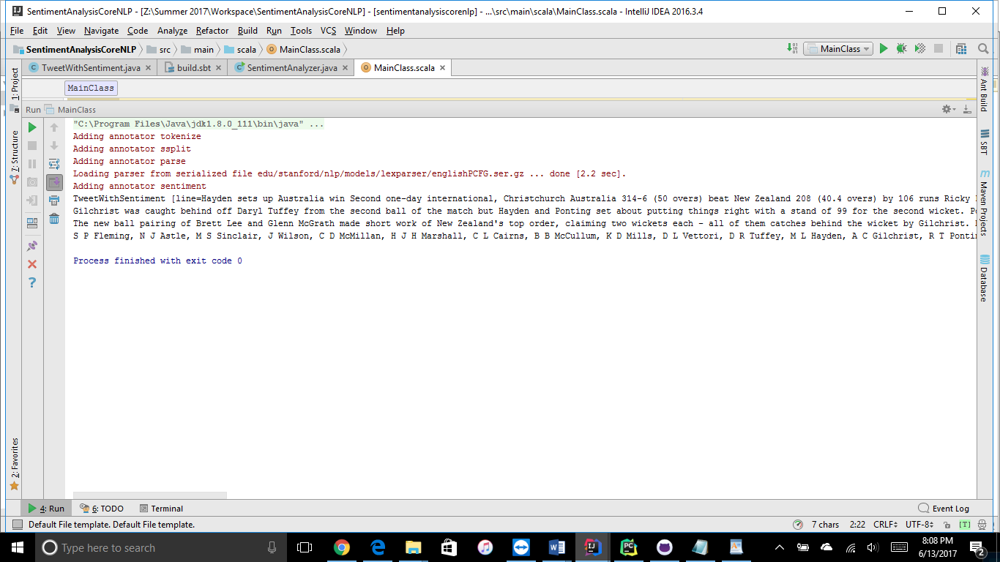 SentimentAnalysisCoreNLP - [Z:\Summer 2017\Workspace\SentimentAnalysisCoreNLP] - [sentimentanalysiscorenlp] - ...\src\main\scala\MainClass.scala - IntelliJ IDEA 2016.3.4
File Edit View Navigate Code Analyze Refactor Build Run Tools VCS Window Help
SentimentAnalysisCoreNLP src main scala MainClass.scala MainClass
TweetWithSentiment.java build.sbt SentimentAnalyzer.java MainClass.scala
MainClass
Run MainClass
"C:\Program Files\Java\jdk1.8.0_111\bin\java" ...
Adding annotator tokenize
Adding annotator ssplit
Adding annotator parse
Loading parser from serialized file edu/stanford/nlp/models/lexparser/englishPCFG.ser.gz ... done [2.2 sec].
Adding annotator sentiment
TweetWithSentiment [line=Hayden sets up Australia win Second one-day international, Christchurch Australia 314-6 (50 overs) beat New Zealand 208 (40.4 overs) by 106 runs Ricky
Gilchrist was caught behind off Daryl Tuffey from the second ball of the match but Hayden and Ponting set about putting things right with a stand of 99 for the second wicket.
The new ball pairing of Brett Lee and Glenn McGrath made short work of New Zealand's top order, claiming two wickets each - all of them catches behind the wicket by Gilchrist.
S P Fleming, N J Astle, M S Sinclair, J Wilson, C D McMillan, H J H Marshall, C L Cairns, B B McCullum, K D Mills, D L Vettori, D R Tuffey, M L Hayden, A C Gilchrist, R T Pontin
Process finished with exit code 0
1: Project
7: Structure
2: Favorites
Ant Build
SBT
Maven Projects
Database
4: Run 6: TODO Terminal Event Log
Default File template. Default File template. 7 chars 2:22 CRLF UTF-8 [T]
Type here to search
8:08 PM
6/13/2017
2